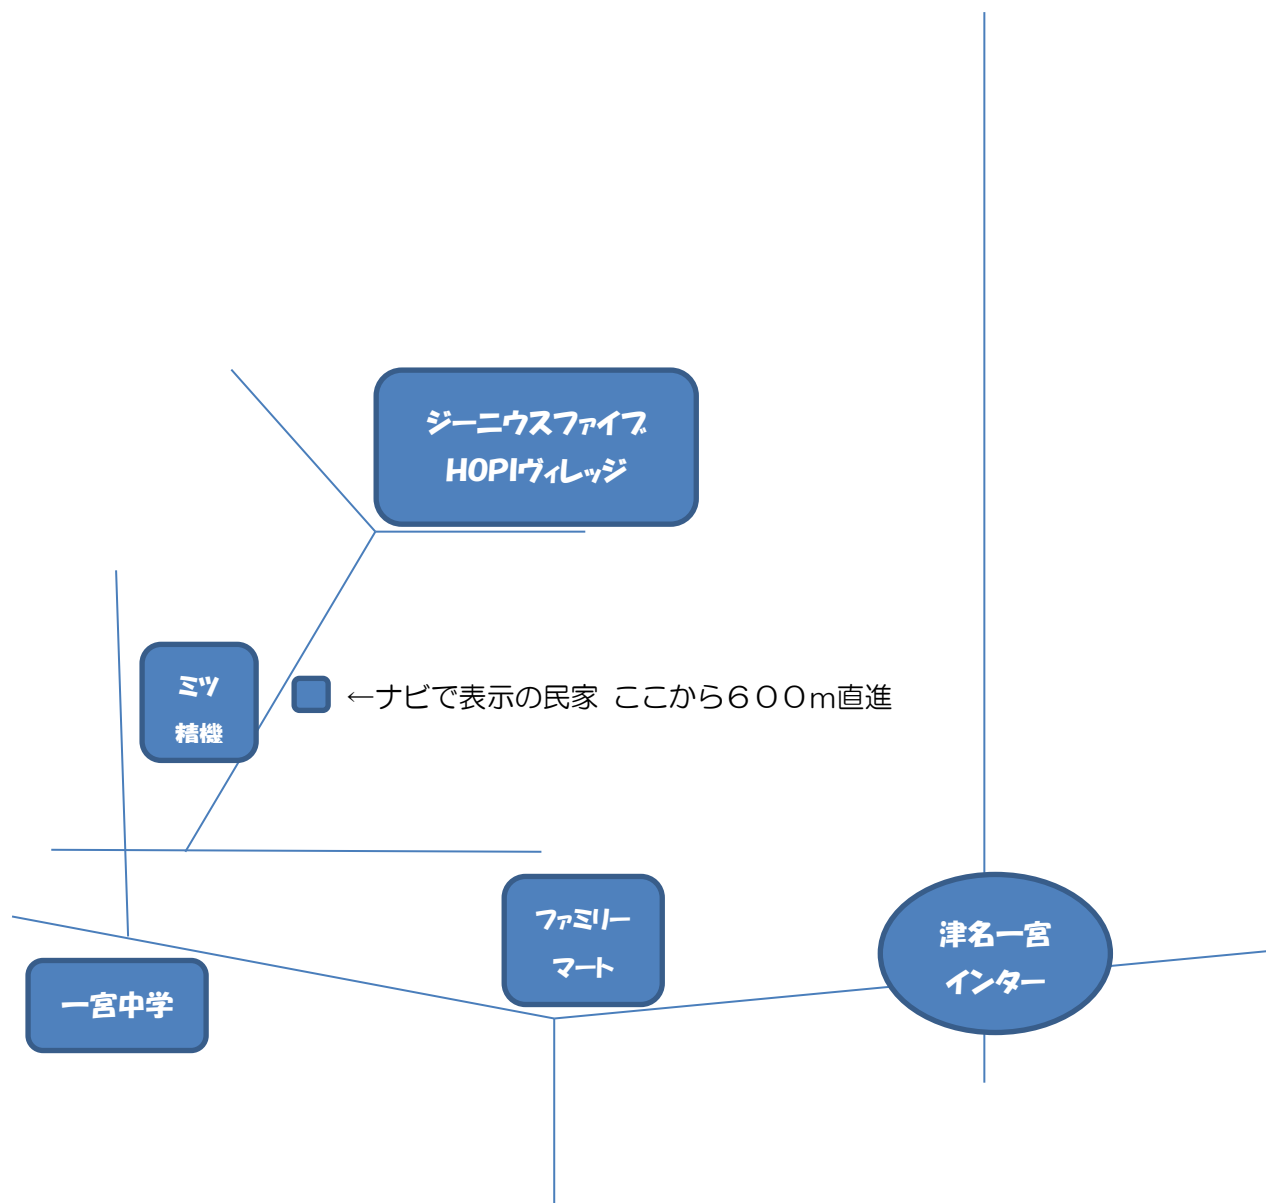 ジーニウスファイブ
HOPIヴィレッジ
ミツ
精機
←ナビで表示の民家 ここから６００ｍ直進
ファミリー
マート
津名一宮
インター
一宮中学